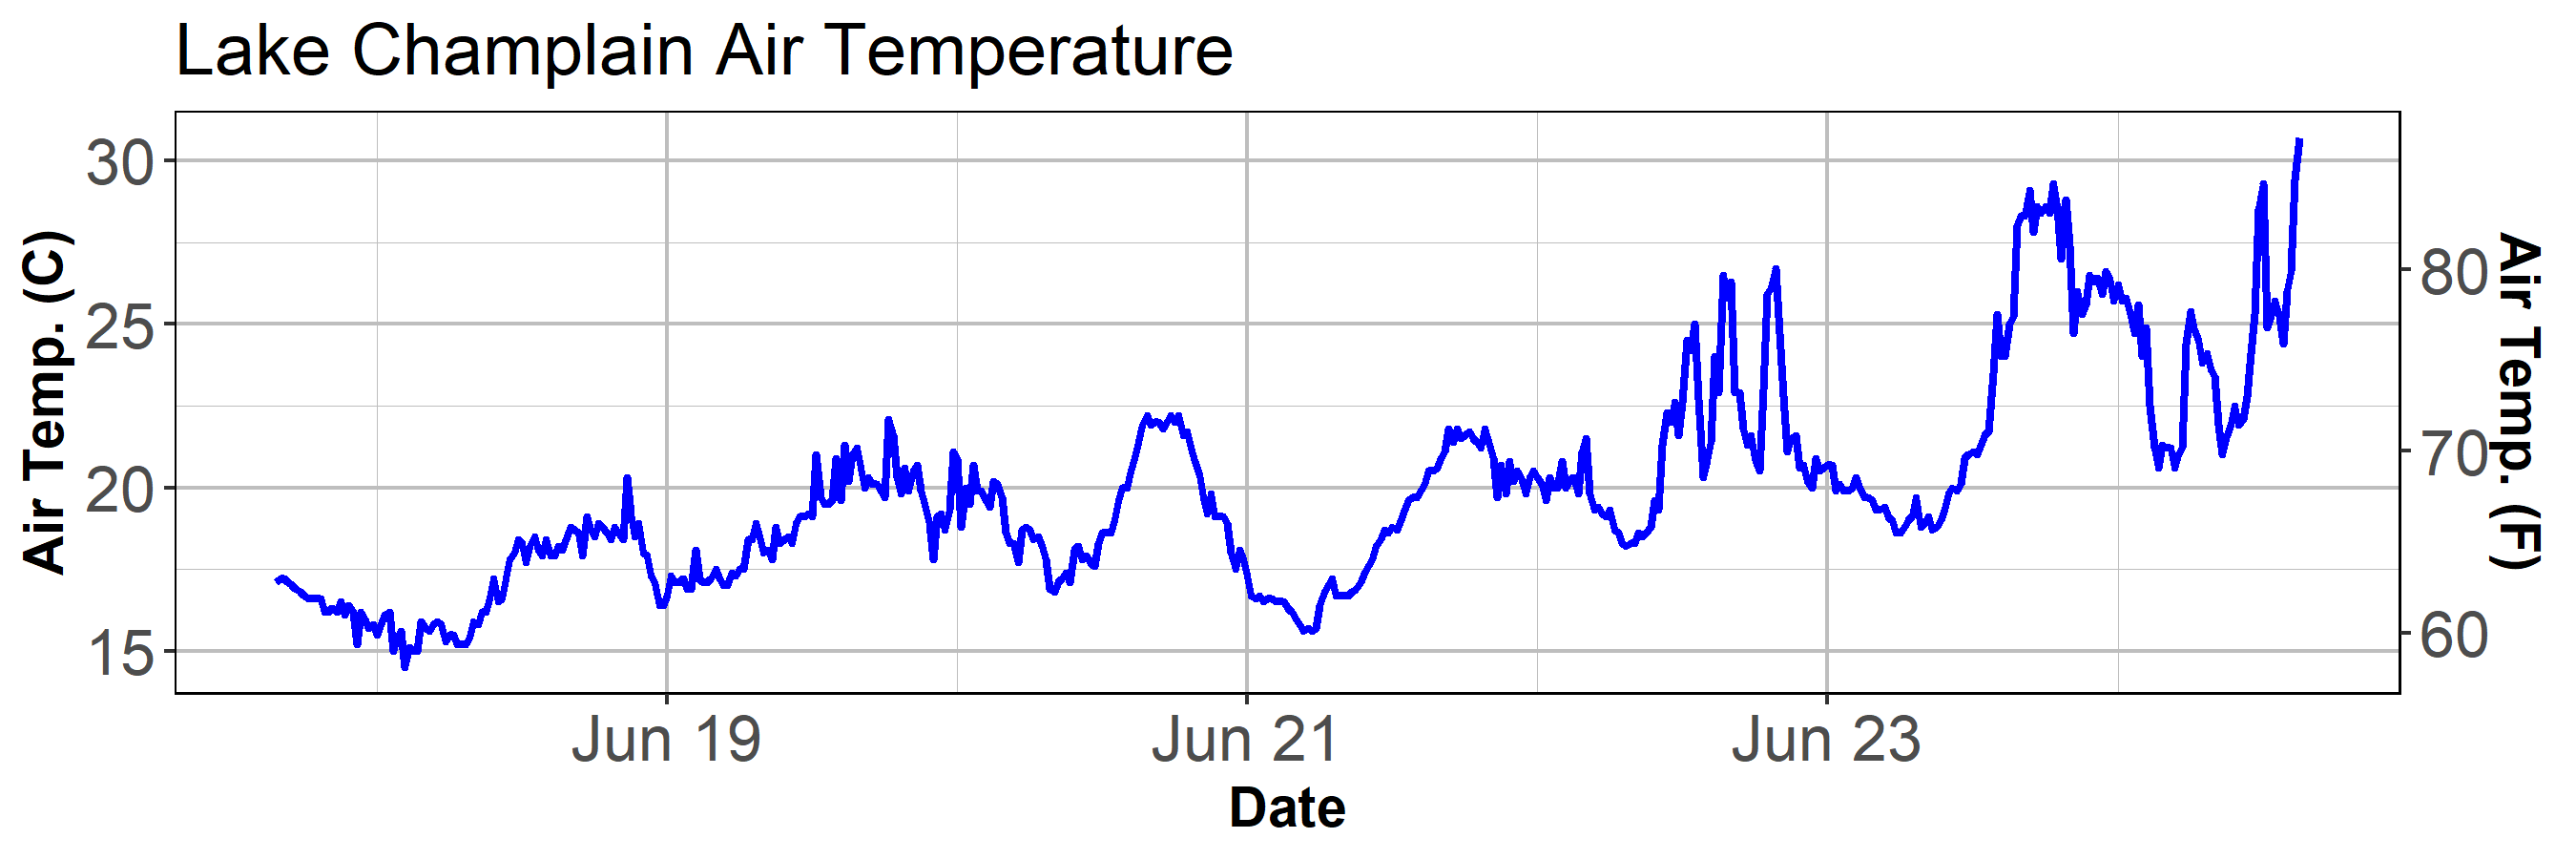 Lake Champlain Air Temperature
Air Temp. (C)
30
25
20
15
80
70
60
Air Temp. (F)
Jun 19
Jun 21
Jun 23
Date